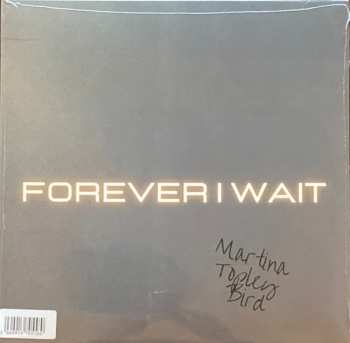 FOREVER I WAIT
Martina
Topley
Bird